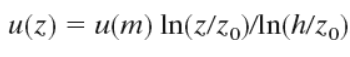 u(z) = u(m) ln(z/z₀)/ln(h/z₀)